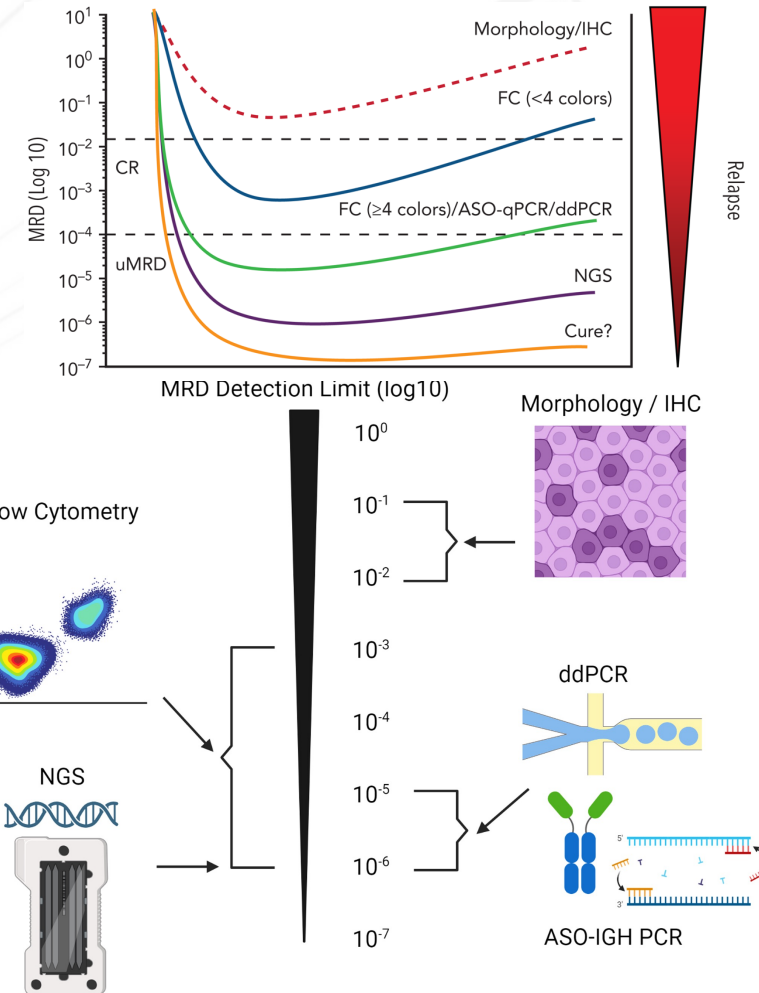 10¹
10⁰
10⁻¹
10⁻²
10⁻³
10⁻⁴
10⁻⁵
10⁻⁶
10⁻⁷
MRD (Log 10)
Morphology/IHC
FC (<4 colors)
CR
FC (≥4 colors)/ASO-qPCR/ddPCR
uMRD
NGS
Cure?
Relapse
MRD Detection Limit (log10)
10⁰
10⁻¹
10⁻²
10⁻³
10⁻⁴
10⁻⁵
10⁻⁶
10⁻⁷
Morphology / IHC
ow Cytometry
NGS
ddPCR
5′
3′
ASO-IGH PCR